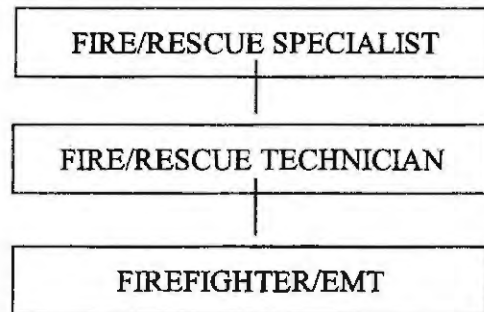 FIRE/RESCUE SPECIALIST
FIRE/RESCUE TECHNICIAN
FIREFIGHTER/EMT